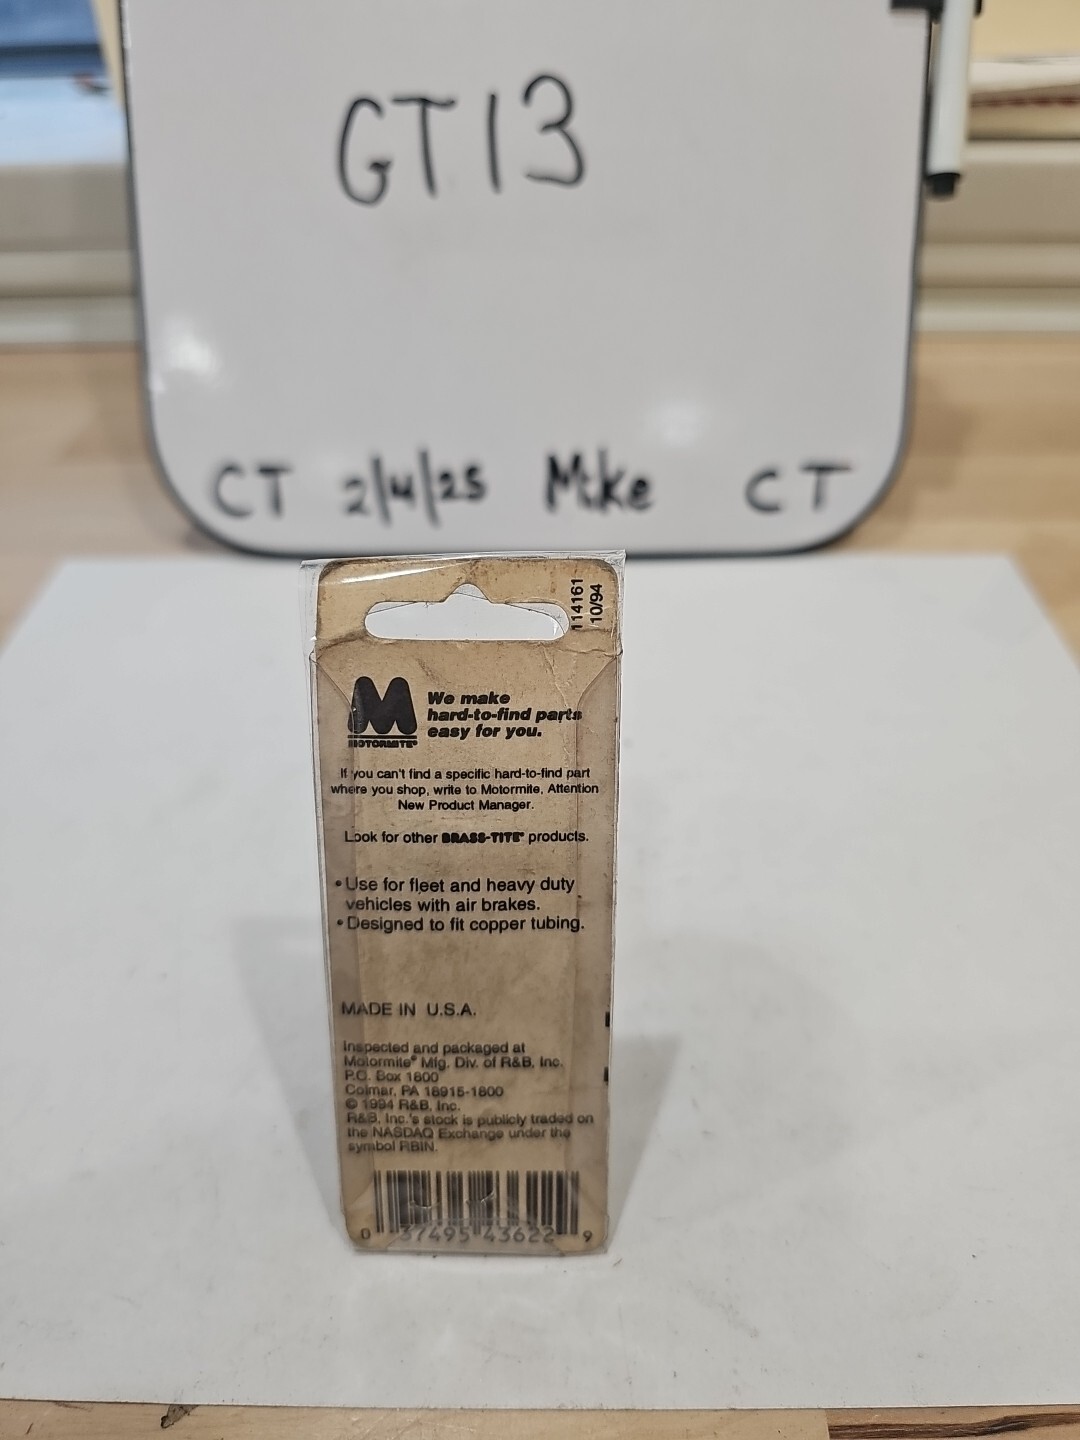 GT13
CT 2/4/25 Mike CT
114161
10/94
M
MOTORMITE®
We make
hard-to-find parts
easy for you.
If you can't find a specific hard-to-find part
where you shop, write to Motormite, Attention
New Product Manager.
Look for other BRASS-TITE® products.
• Use for fleet and heavy duty
vehicles with air brakes.
• Designed to fit copper tubing.
MADE IN U.S.A.
Inspected and packaged at
Motormite® Mfg. Div. of R&B, Inc.
P.O. Box 1800
Colmar, PA 18915-1800
© 1994 R&B, Inc.
R&B, Inc.'s stock is publicly traded on
the NASDAQ Exchange under the
symbol RBIN.
0 37495 43622 9